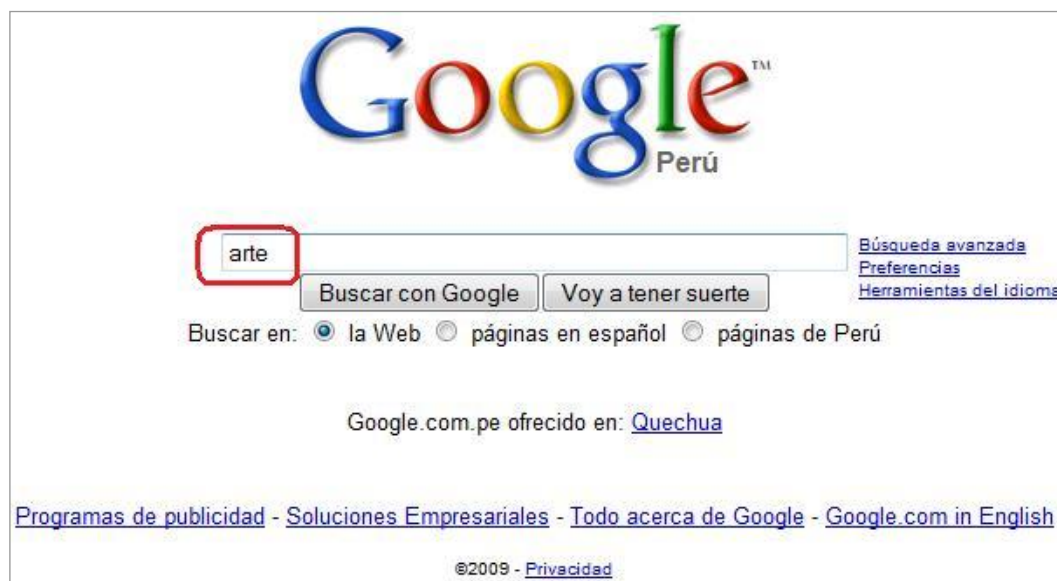 Google™
Perú
arte
Búsqueda avanzada
Preferencias
Herramientas del idioma
Buscar con Google Voy a tener suerte
Buscar en: la Web páginas en español páginas de Perú
Google.com.pe ofrecido en: Quechua
Programas de publicidad - Soluciones Empresariales - Todo acerca de Google - Google.com in English
©2009 - Privacidad